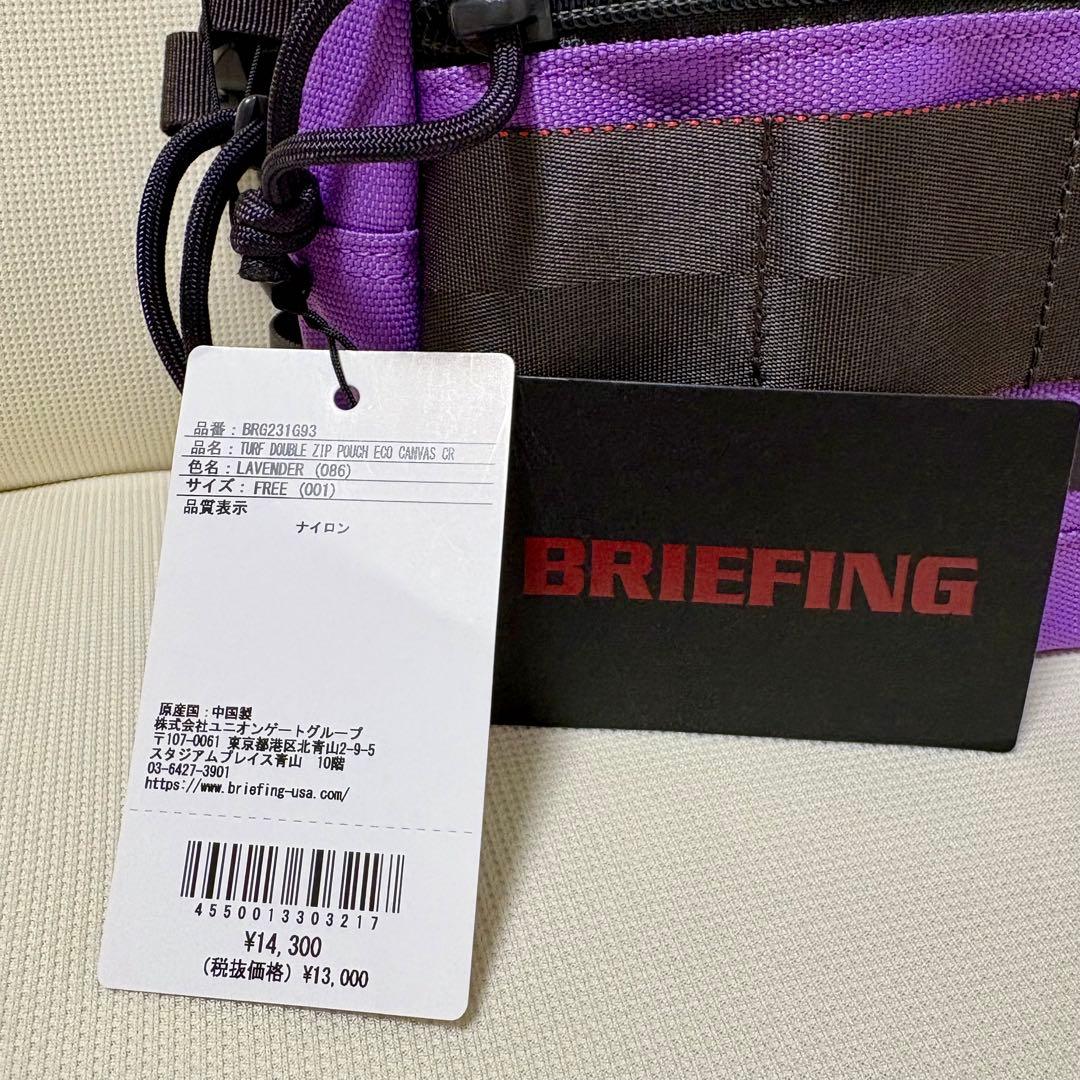 品番：BRG231G93
品名：TURF DOUBLE ZIP POUCH ECO CANVAS CR
色名：LAVENDER (086)
サイズ：FREE (001)
品質表示
ナイロン
BRIEFING
原産国：中国製
株式会社ユニオンゲートグループ
〒107-0061 東京都港区北青山2-9-5
スタジアムプレイス青山 10階
03-6427-3901
https://www.briefing-usa.com/
4550013303217
¥14,300
(税抜価格) ¥13,000